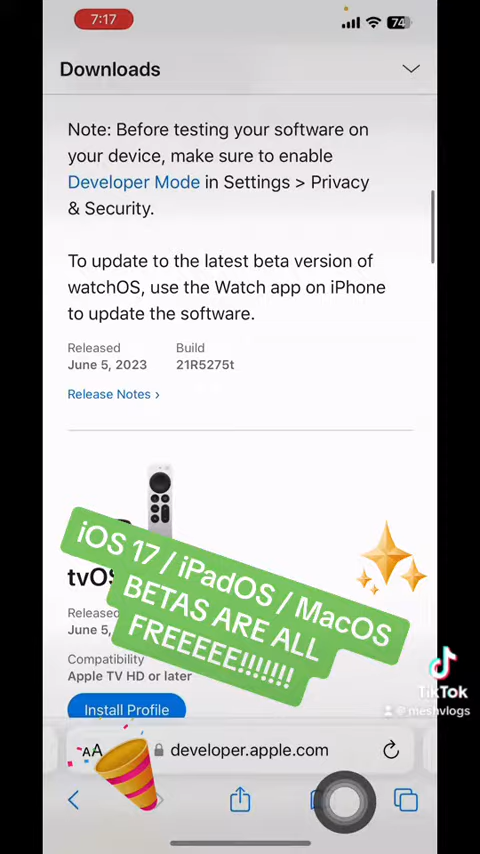 7:17
74
Downloads
Note: Before testing your software on
your device, make sure to enable
Developer Mode in Settings > Privacy
& Security.
To update to the latest beta version of
watchOS, use the Watch app on iPhone
to update the software.
Released Build
June 5, 2023 21R5275t
Release Notes >
iOS 17 / iPadOS / MacOS
BETAS ARE ALL
FREEEEE!!!!!!!
tvOS
Released
June 5,
Compatibility
Apple TV HD or later
Install Profile
TikTok
@meshvlogs
AA developer.apple.com